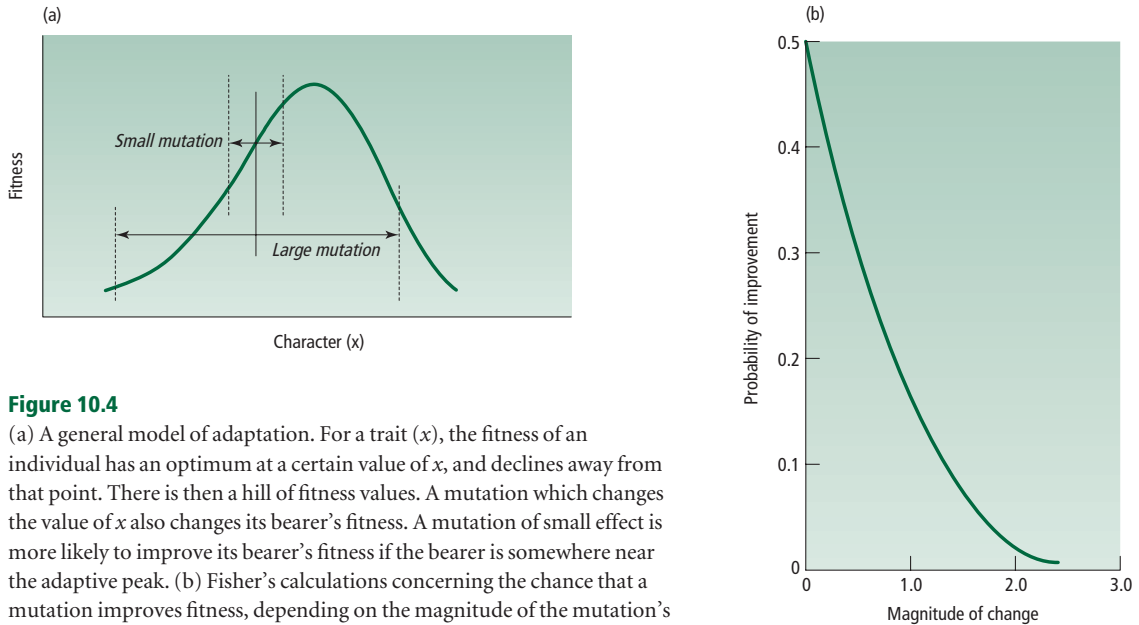 (a)
Fitness
Small mutation
Large mutation
Character (x)
Figure 10.4
(a) A general model of adaptation. For a trait (x), the fitness of an
individual has an optimum at a certain value of x, and declines away from
that point. There is then a hill of fitness values. A mutation which changes
the value of x also changes its bearer's fitness. A mutation of small effect is
more likely to improve its bearer's fitness if the bearer is somewhere near
the adaptive peak. (b) Fisher's calculations concerning the chance that a
mutation improves fitness, depending on the magnitude of the mutation's
(b)
Probability of improvement
0.5
0.4
0.3
0.2
0.1
0
0
1.0
2.0
3.0
Magnitude of change